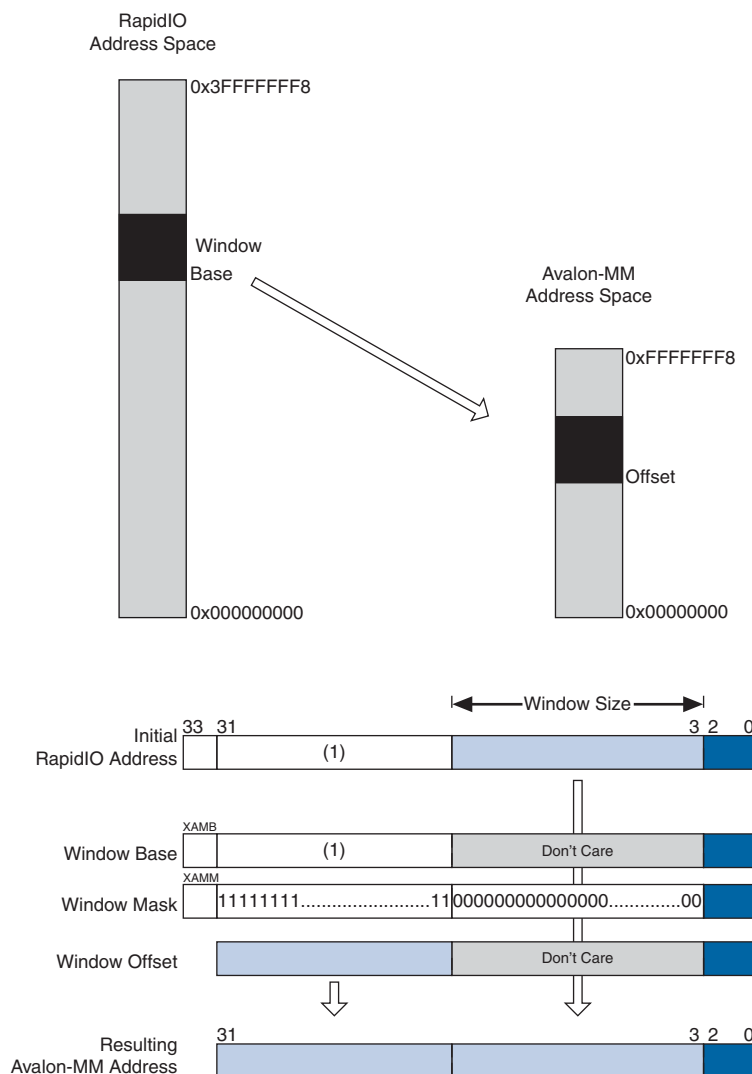 RapidIO
Address Space
0x3FFFFFFF8
Window
Base
Avalon-MM
Address Space
0xFFFFFFF8
Offset
0x000000000
0x00000000
Window Size
33 31 3 2 0
Initial
RapidIO Address
(1)
XAMB
Window Base
(1)
Don't Care
XAMM
Window Mask
11111111.........................11000000000000000.............00
Window Offset
Don't Care
31 3 2 0
Resulting
Avalon-MM Address